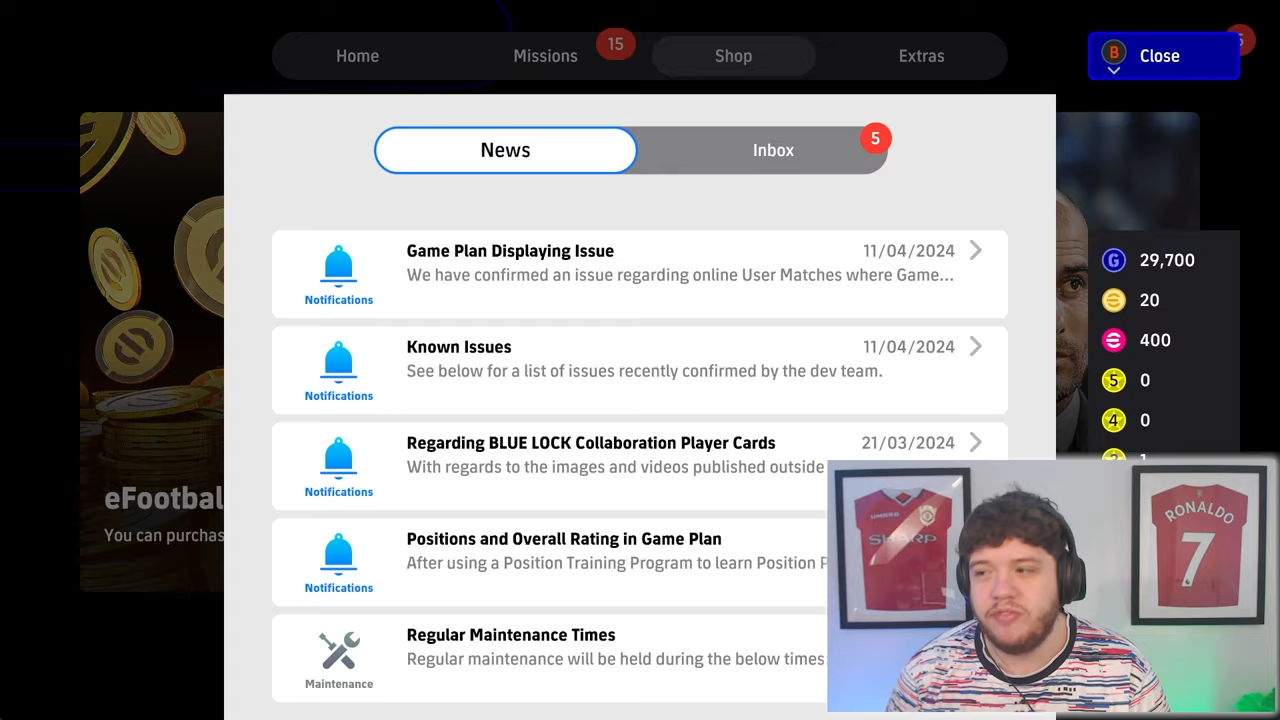 Home
Missions
15
Shop
Extras
B
Close
5
News
Inbox
5
Game Plan Displaying Issue
11/04/2024
We have confirmed an issue regarding online User Matches where Game...
Notifications
Known Issues
11/04/2024
See below for a list of issues recently confirmed by the dev team.
Notifications
Regarding BLUE LOCK Collaboration Player Cards
21/03/2024
With regards to the images and videos published outside
Notifications
Positions and Overall Rating in Game Plan
After using a Position Training Program to learn Position P
Notifications
Regular Maintenance Times
Regular maintenance will be held during the below times:
Maintenance
eFootbal
You can purchas
G 29,700
20
400
5 0
4 0
1
UMBRO
SHARP
RONALDO
7